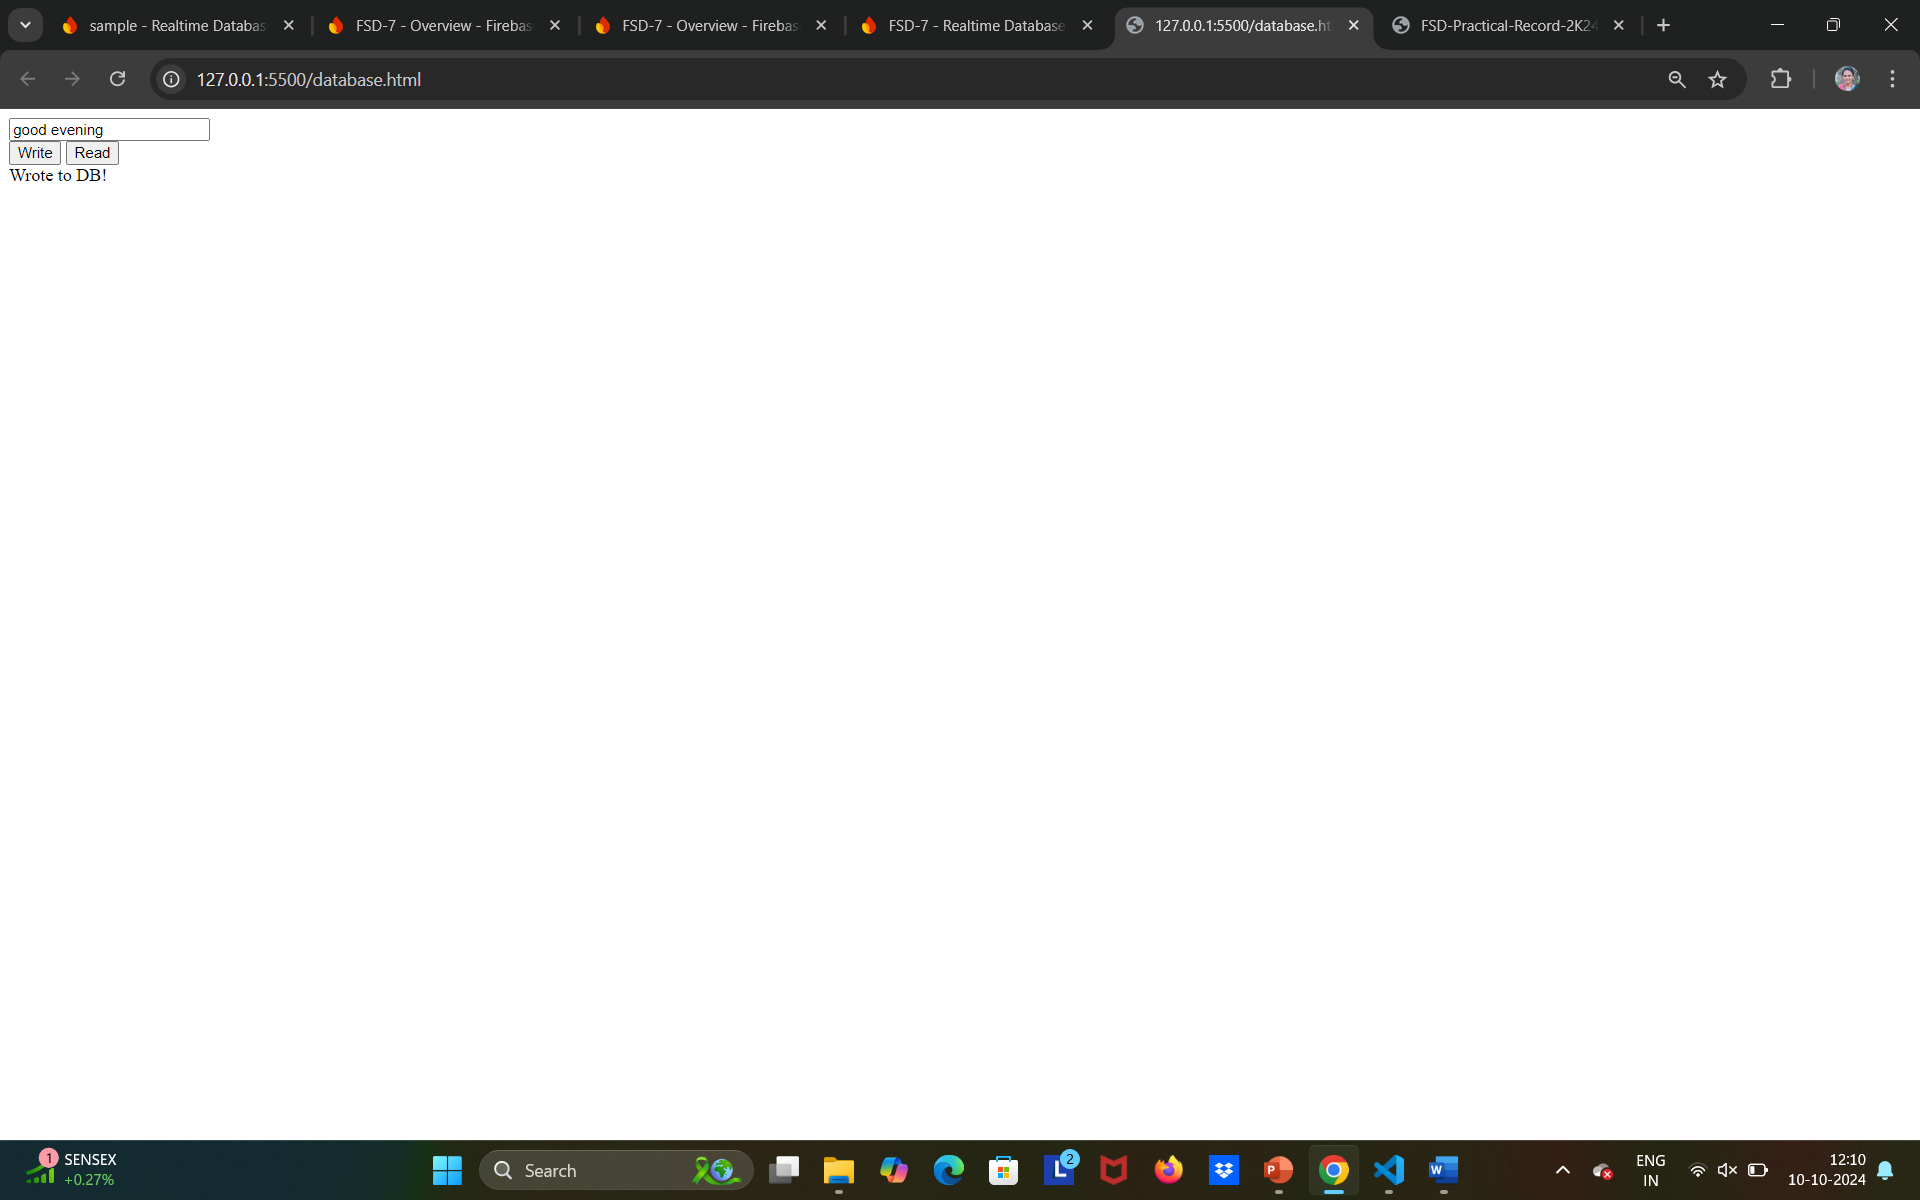 sample - Realtime Databas
FSD-7 - Overview - Firebas
FSD-7 - Overview - Firebas
FSD-7 - Realtime Database
127.0.0.1:5500/database.ht
FSD-Practical-Record-2K24
127.0.0.1:5500/database.html
good evening
Write Read
Wrote to DB!
1
SENSEX
+0.27%
Search
L 2
P
W
ENG
IN
12:10
10-10-2024